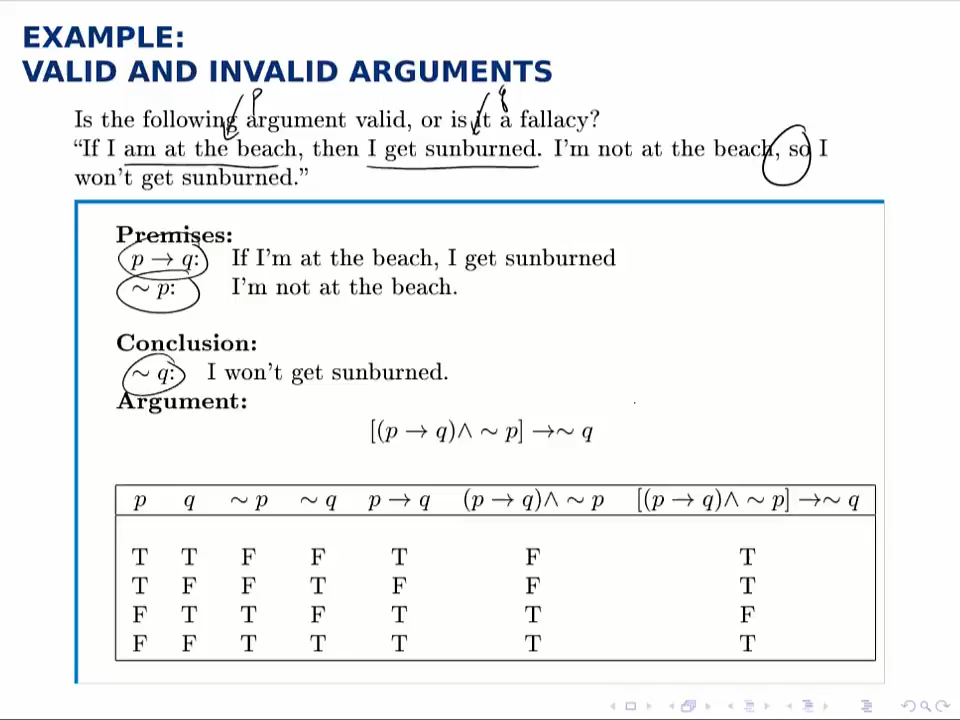 EXAMPLE:
VALID AND INVALID ARGUMENTS
p q
Is the following argument valid, or is it a fallacy?
“If I am at the beach, then I get sunburned. I’m not at the beach, so I
won’t get sunburned.”
Premises:
p → q: If I’m at the beach, I get sunburned
∼ p: I’m not at the beach.
Conclusion:
∼ q: I won’t get sunburned.
Argument:
[(p → q)∧ ∼ p] →∼ q
p q ∼ p ∼ q p → q (p → q)∧ ∼ p [(p → q)∧ ∼ p] →∼ q
T T F F T F T
T F F T F F T
F T T F T T F
F F T T T T T